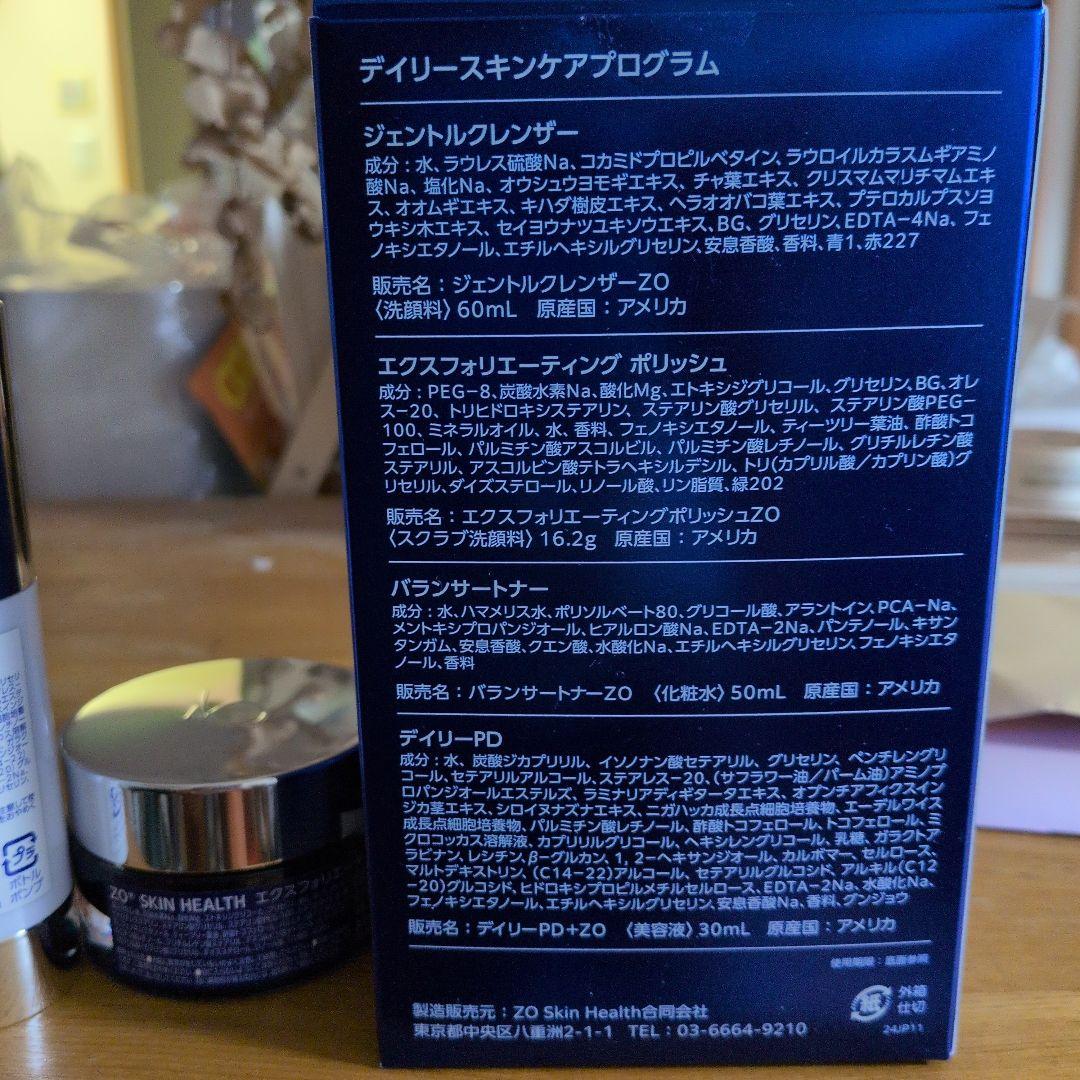 デイリースキンケアプログラム
ジェントルクレンザー
成分：水、ラウレス硫酸Na、コカミドプロピルベタイン、ラウロイルカラスムギアミノ
酸Na、塩化Na、オウシュウヨモギエキス、チャ葉エキス、クリスマムマリチマムエキ
ス、オオムギエキス、キハダ樹皮エキス、ヘラオオバコ葉エキス、プテロカルプスソヨ
ウキシ木エキス、セイヨウナツユキソウエキス、BG、グリセリン、EDTA－4Na、フェ
ノキシエタノール、エチルヘキシルグリセリン、安息香酸、香料、青1、赤227
販売名：ジェントルクレンザーZO
〈洗顔料〉60mL　原産国：アメリカ
エクスフォリエーティング ポリッシュ
成分：PEG－8、炭酸水素Na、酸化Mg、エトキシジグリコール、グリセリン、BG、オレ
ス－20、トリヒドロキシステアリン、ステアリン酸グリセリル、ステアリン酸PEG－
100、ミネラルオイル、水、香料、フェノキシエタノール、ティーツリー葉油、酢酸トコ
フェロール、パルミチン酸アスコルビル、パルミチン酸レチノール、グリチルレチン酸
ステアリル、アスコルビン酸テトラヘキシルデシル、トリ(カプリル酸／カプリン酸)グ
リセリル、ダイズステロール、リノール酸、リン脂質、緑202
販売名：エクスフォリエーティングポリッシュZO
〈スクラブ洗顔料〉16.2g　原産国：アメリカ
バランサートナー
成分：水、ハマメリス水、ポリソルベート80、グリコール酸、アラントイン、PCA－Na、
メントキシプロパンジオール、ヒアルロン酸Na、EDTA－2Na、パンテノール、キサン
タンガム、安息香酸、クエン酸、水酸化Na、エチルヘキシルグリセリン、フェノキシエタ
ノール、香料
販売名：バランサートナーZO　〈化粧水〉50mL　原産国：アメリカ
デイリーPD
成分：水、炭酸ジカプリリル、イソノナン酸セテアリル、グリセリン、ペンチレングリ
コール、セテアリルアルコール、ステアレス－20、(サフラワー油／パーム油)アミノプ
ロパンジオールエステルズ、ラミナリアディギタータエキス、オプンチアフィクスイン
ジカ茎エキス、シロイヌナズナエキス、ニガハッカ成長点細胞培養物、エーデルワイス
成長点細胞培養物、パルミチン酸レチノール、酢酸トコフェロール、トコフェロール、ミ
クロコッカス溶解液、カプリリルグリコール、ヘキシレングリコール、乳糖、ガラクトア
ラビナン、レシチン、β－グルカン、1，2－ヘキサンジオール、カルボマー、セルロース、
マルトデキストリン、(C14－22)アルコール、セテアリルグルコシド、アルキル(C12
－20)グルコシド、ヒドロキシプロピルメチルセルロース、EDTA－2Na、水酸化Na、
フェノキシエタノール、エチルヘキシルグリセリン、安息香酸Na、香料、グンジョウ
販売名：デイリーPD+ZO　〈美容液〉30mL　原産国：アメリカ
使用期限：底面参照
製造販売元：ZO Skin Health合同会社
東京都中央区八重洲2-1-1　TEL：03-6664-9210
紙
外箱
仕切
24JP11
ZO® SKIN HEALTH エクスフォリエ
プラ
ボトル
ポンプ